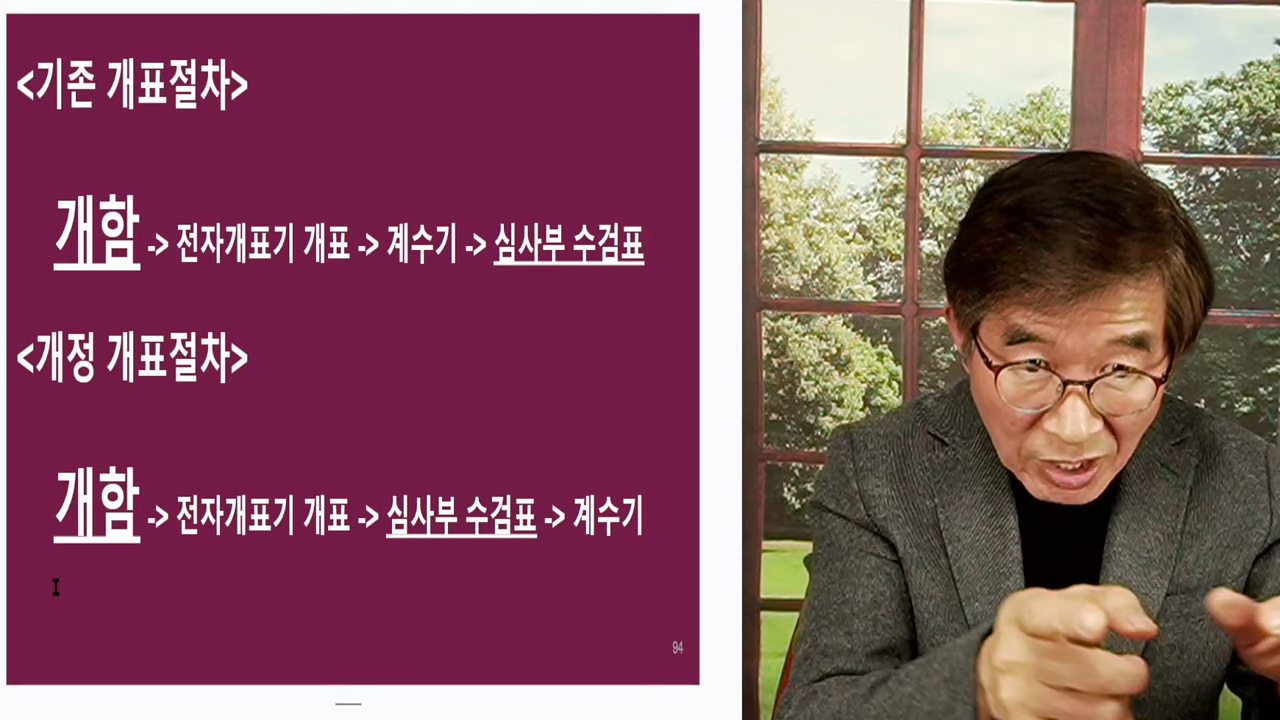 <기존 개표절차>
개함 -> 전자개표기 개표 -> 계수기 -> 심사부 수검표
<개정 개표절차>
개함 -> 전자개표기 개표 -> 심사부 수검표 -> 계수기
94